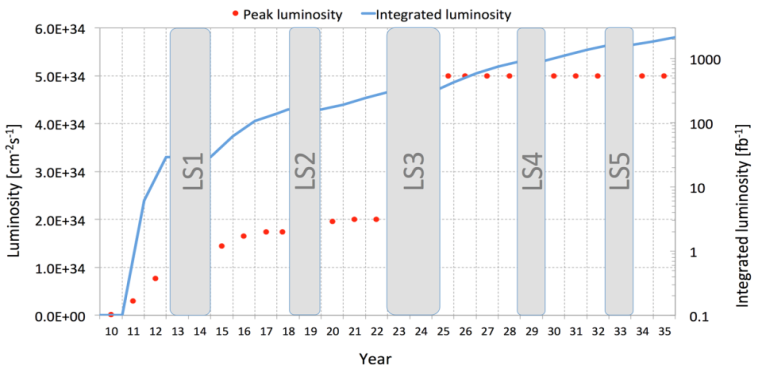 Peak luminosity Integrated luminosity
6.0E+34
5.0E+34
4.0E+34
3.0E+34
2.0E+34
1.0E+34
0.0E+00
Luminosity [cm-2s-1]
LS1
LS2
LS3
LS4
LS5
1000
100
10
1
0.1
Integrated luminosity [fb-1]
10 11 12 13 14 15 16 17 18 19 20 21 22 23 24 25 26 27 28 29 30 31 32 33 34 35
Year